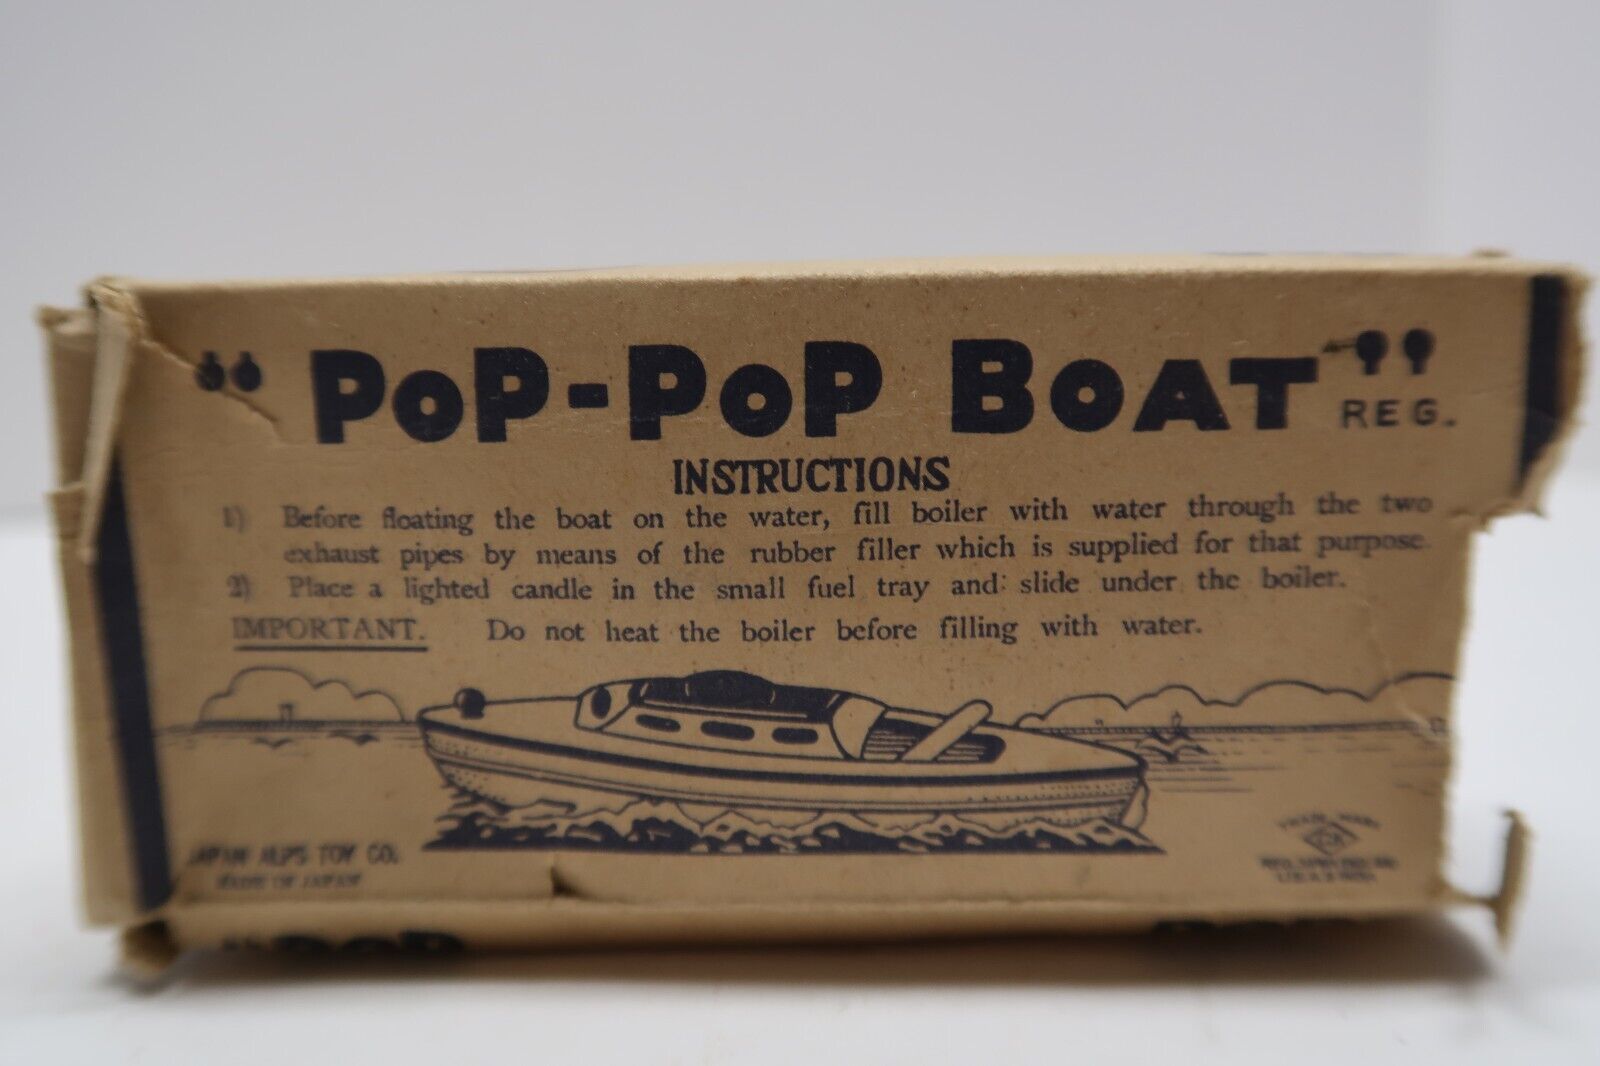 "PoP-PoP BoAT"
REG.
INSTRUCTIONS
1) Before floating the boat on the water, fill boiler with water through the two
exhaust pipes by means of the rubber filler which is supplied for that purpose.
2) Place a lighted candle in the small fuel tray and slide under the boiler.
IMPORTANT. Do not heat the boiler before filling with water.
JAPAN ALPS TOY CO.
MADE IN JAPAN
TRADE MARK